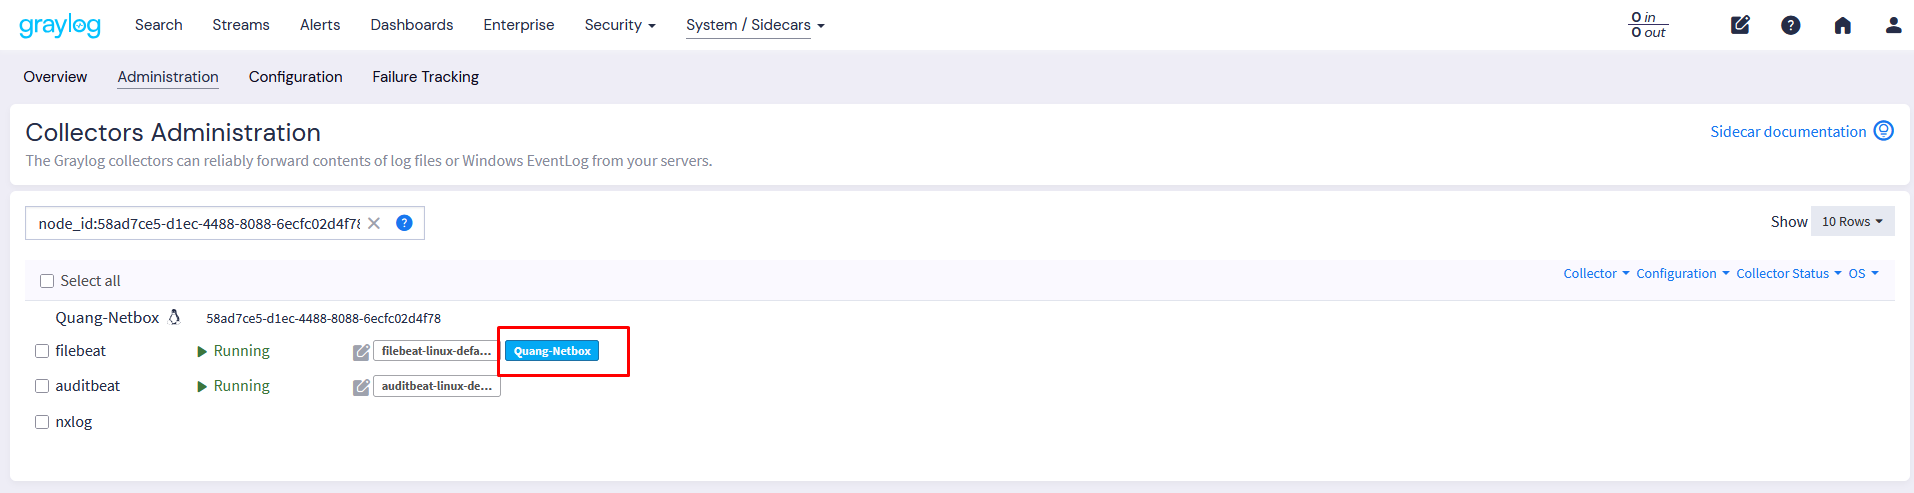 graylog Search Streams Alerts Dashboards Enterprise Security System / Sidecars 0 in
0 out
Overview Administration Configuration Failure Tracking
Collectors Administration
Sidecar documentation
The Graylog collectors can reliably forward contents of log files or Windows EventLog from your servers.
node_id:58ad7ce5-d1ec-4488-8088-6ecfc02d4f78 ? Show 10 Rows
Select all Collector Configuration Collector Status OS
Quang-Netbox 58ad7ce5-d1ec-4488-8088-6ecfc02d4f78
filebeat Running filebeat-linux-defa... Quang-Netbox
auditbeat Running auditbeat-linux-de...
nxlog